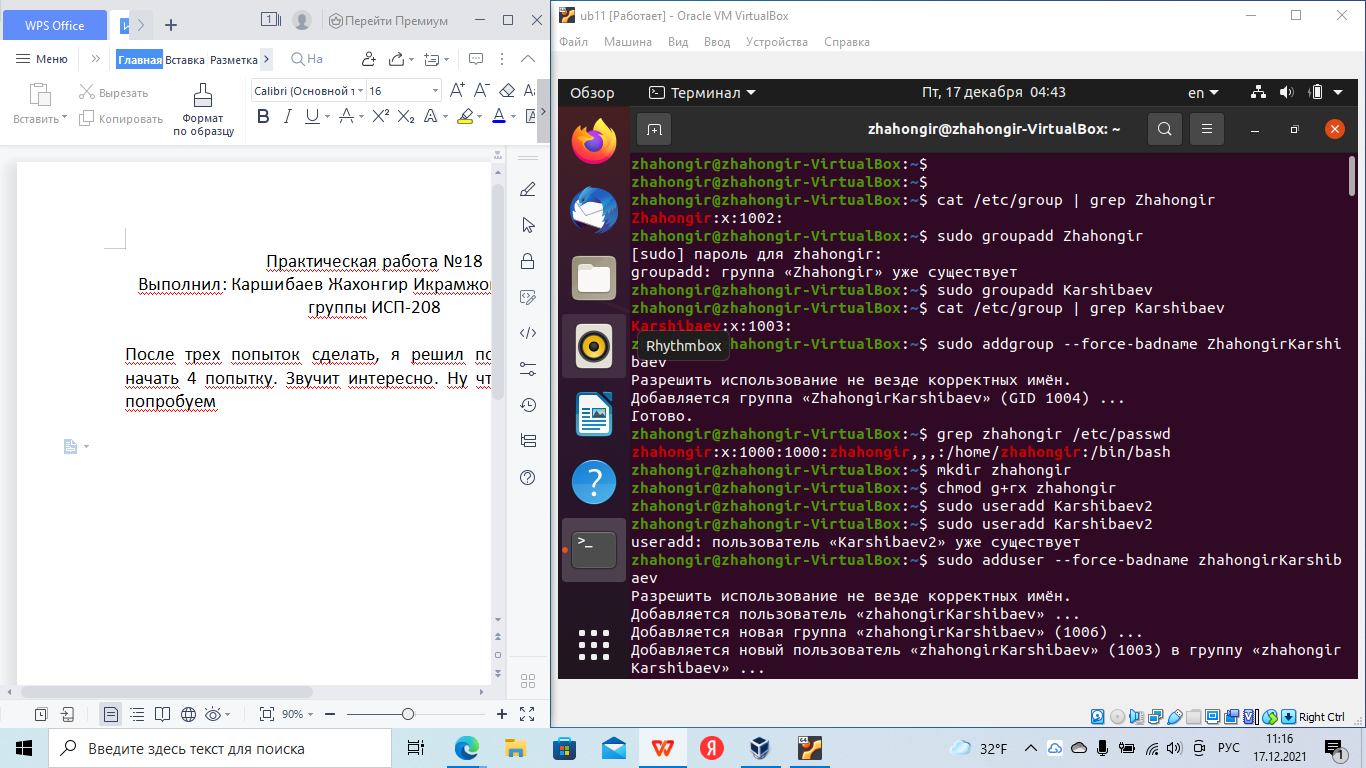 WPS Office
1
Перейти Премиум
Меню
Главная Вставка Разметка
На
Вставить
Вырезать
Копировать
Формат
по образцу
Calibri (Основной т
16
Практическая работа №18
Выполнил: Каршибаев Жахонгир Икрамжо
группы ИСП-208
После трех попыток сделать, я решил по
начать 4 попытку. Звучит интересно. Ну чт
попробуем
90%
ub11 [Работает] - Oracle VM VirtualBox
Файл Машина Вид Ввод Устройства Справка
Обзор
Терминал
Пт, 17 декабря 04:43
en
zhahongir@zhahongir-VirtualBox: ~
zhahongir@zhahongir-VirtualBox:~$
zhahongir@zhahongir-VirtualBox:~$
zhahongir@zhahongir-VirtualBox:~$ cat /etc/group | grep Zhahongir
Zhahongir:x:1002:
zhahongir@zhahongir-VirtualBox:~$ sudo groupadd Zhahongir
[sudo] пароль для zhahongir:
groupadd: группа «Zhahongir» уже существует
zhahongir@zhahongir-VirtualBox:~$ sudo groupadd Karshibaev
zhahongir@zhahongir-VirtualBox:~$ cat /etc/group | grep Karshibaev
Karshibaev:x:1003:
Rhythmbox
zhahongir-VirtualBox:~$ sudo addgroup --force-badname ZhahongirKarshi
baev
Разрешить использование не везде корректных имён.
Добавляется группа «ZhahongirKarshibaev» (GID 1004) ...
Готово.
zhahongir@zhahongir-VirtualBox:~$ grep zhahongir /etc/passwd
zhahongir:x:1000:1000:zhahongir,,,:/home/zhahongir:/bin/bash
zhahongir@zhahongir-VirtualBox:~$ mkdir zhahongir
zhahongir@zhahongir-VirtualBox:~$ chmod g+rx zhahongir
zhahongir@zhahongir-VirtualBox:~$ sudo useradd Karshibaev2
zhahongir@zhahongir-VirtualBox:~$ sudo useradd Karshibaev2
useradd: пользователь «Karshibaev2» уже существует
zhahongir@zhahongir-VirtualBox:~$ sudo adduser --force-badname zhahongirKarshib
aev
Разрешить использование не везде корректных имён.
Добавляется пользователь «zhahongirKarshibaev» ...
Добавляется новая группа «zhahongirKarshibaev» (1006) ...
Добавляется новый пользователь «zhahongirKarshibaev» (1003) в группу «zhahongir
Karshibaev» ...
Right Ctrl
Введите здесь текст для поиска
32°F
РУС
11:16
17.12.2021
1